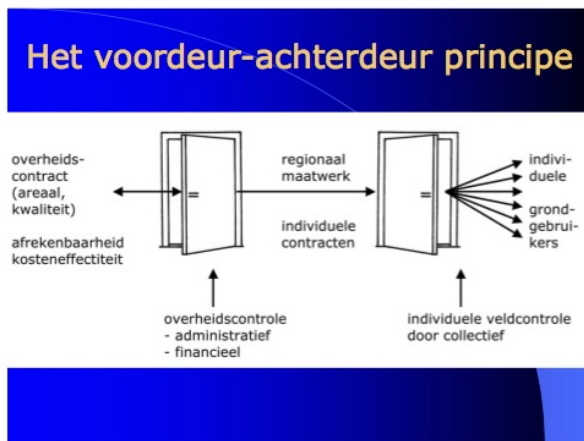 Het voordeur-achterdeur principe
overheids-
contract
(areaal,
kwaliteit)
afrekenbaarheid
kosteneffectiteit
regionaal
maatwerk
individuele
contracten
indivi-
duele
grond-
gebrui-
kers
overheidscontrole
- administratief
- financieel
individuele veldcontrole
door collectief